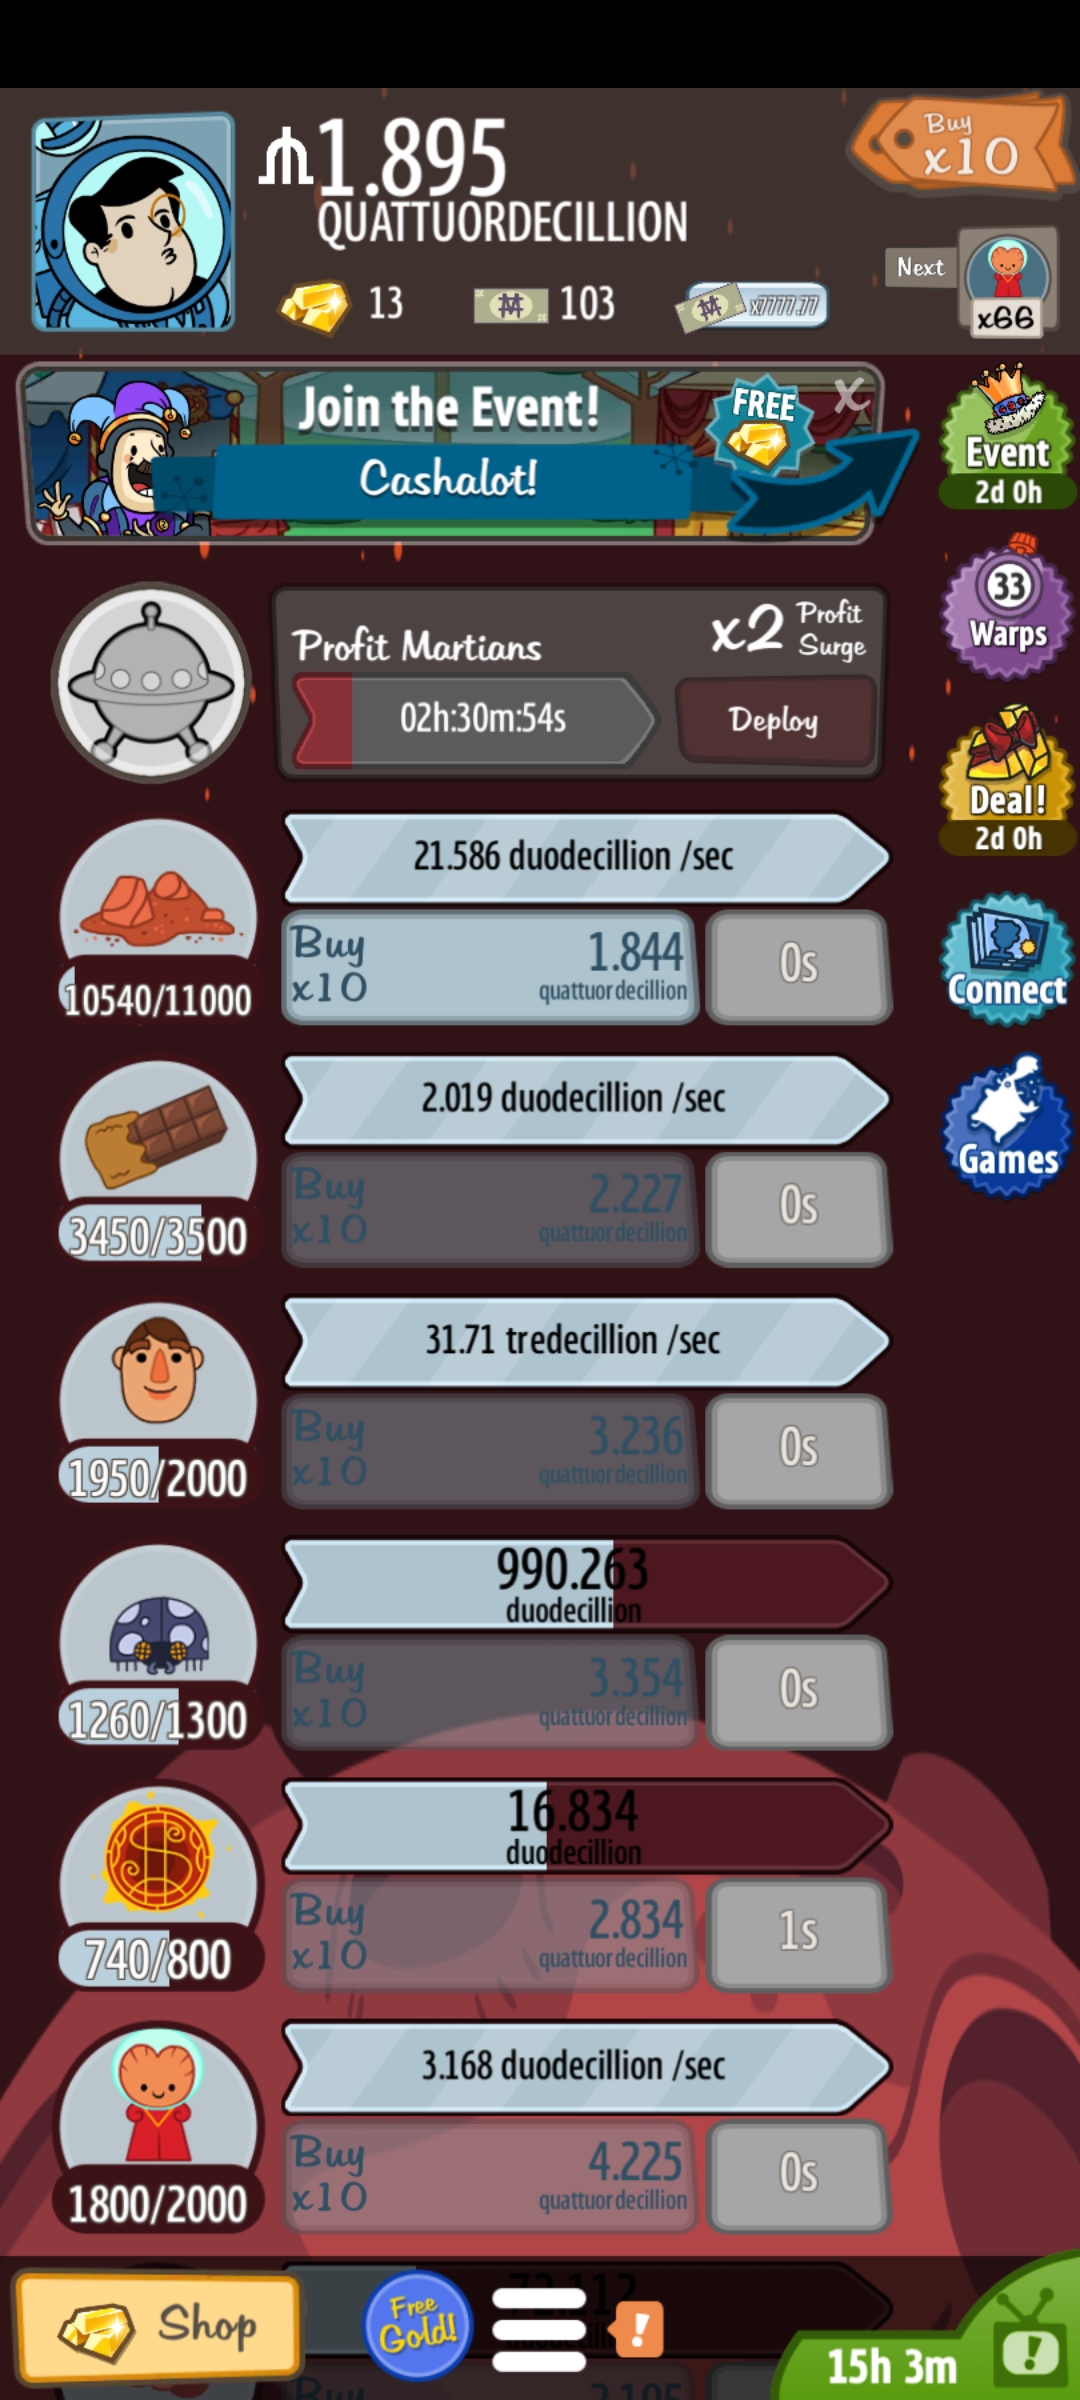 1.895
QUATTUORDECILLION
Buy
x10
13
103
x7777.77
Next
x66
Join the Event!
FREE
X
Cashalot!
Event
2d 0h
33
Warps
Profit Martians
x2 Profit
Surge
02h:30m:54s
Deploy
Deal!
2d 0h
21.586 duodecillion /sec
10540/11000
Buy
x10
1.844
quattuordecillion
0s
Connect
2.019 duodecillion /sec
3450/3500
Buy
x10
2.227
quattuordecillion
0s
Games
31.71 tredecillion /sec
1950/2000
Buy
x10
3.236
quattuordecillion
0s
990.263
duodecillion
1260/1300
Buy
x10
3.354
quattuordecillion
0s
16.834
duodecillion
740/800
Buy
x10
2.834
quattuordecillion
1s
3.168 duodecillion /sec
1800/2000
Buy
x10
4.225
quattuordecillion
0s
Shop
Free
Gold!
!
15h 3m
!
Buy